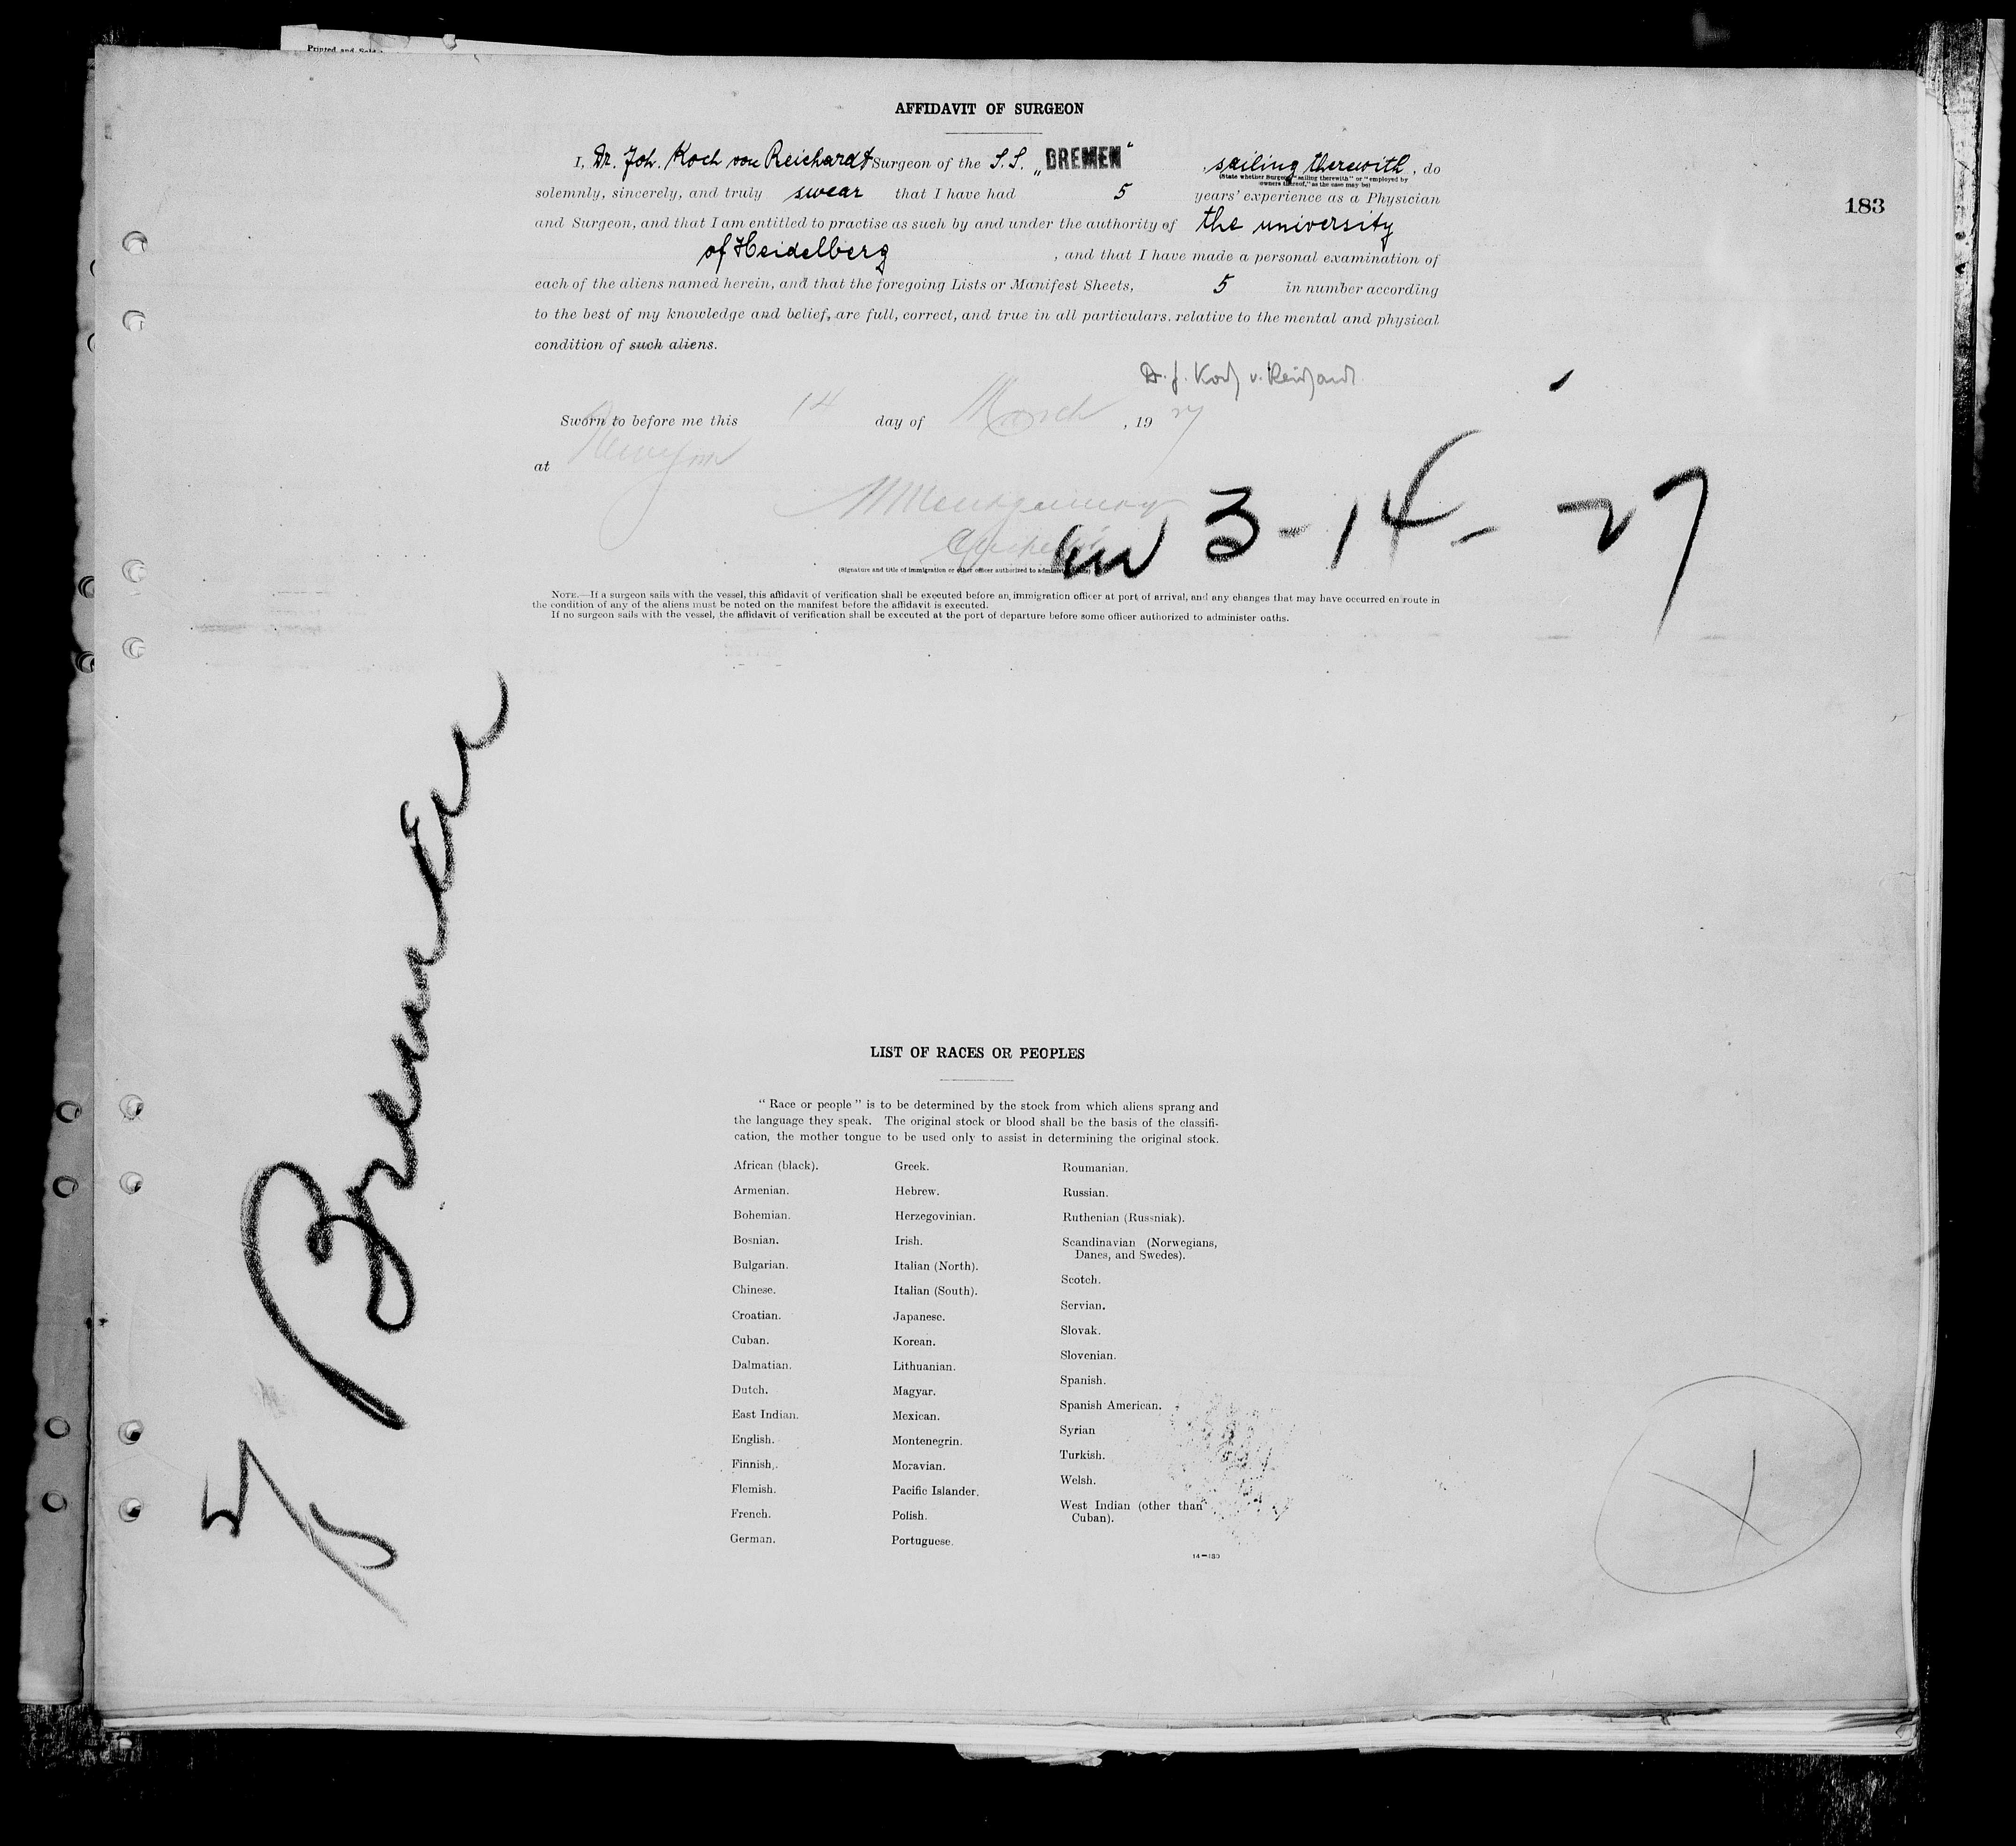 Printed and Sold
AFFIDAVIT OF SURGEON
183
I, Dr. Joh. Koch von Reichardt Surgeon of the S.S. „BREMEN“ , sailing therewith, do
(State whether Surgeon "sailing therewith" or "employed by
owners thereof," as the case may be)
solemnly, sincerely, and truly swear that I have had 5 years' experience as a Physician
and Surgeon, and that I am entitled to practise as such by and under the authority of the university
of Heidelberg , and that I have made a personal examination of
each of the aliens named herein, and that the foregoing Lists or Manifest Sheets, 5 in number according
to the best of my knowledge and belief, are full, correct, and true in all particulars. relative to the mental and physical
condition of such aliens.
Dr. J. Koch v. Reichardt
Sworn to before me this 14 day of March , 19 27
at New York
Montgomery
3-14-27
(Signature and title of immigration or other officer authorized to administer
NOTE.—If a surgeon sails with the vessel, this affidavit of verification shall be executed before an immigration officer at port of arrival, and any changes that may have occurred en route in
the condition of any of the aliens must be noted on the manifest before the affidavit is executed.
If no surgeon sails with the vessel, the affidavit of verification shall be executed at the port of departure before some officer authorized to administer oaths.
Bremen
LIST OF RACES OR PEOPLES
" Race or people " is to be determined by the stock from which aliens sprang and
the language they speak. The original stock or blood shall be the basis of the classifi-
cation, the mother tongue to be used only to assist in determining the original stock.
African (black).
Armenian.
Bohemian.
Bosnian.
Bulgarian.
Chinese.
Croatian.
Cuban.
Dalmatian.
Dutch.
East Indian.
English.
Finnish.
Flemish.
French.
German.
Greek.
Hebrew.
Herzegovinian.
Irish.
Italian (North).
Italian (South).
Japanese.
Korean.
Lithuanian.
Magyar.
Mexican.
Montenegrin.
Moravian.
Pacific Islander.
Polish.
Portuguese.
Roumanian.
Russian.
Ruthenian (Russniak).
Scandinavian (Norwegians,
Danes, and Swedes).
Scotch.
Servian.
Slovak.
Slovenian.
Spanish.
Spanish American.
Syrian
Turkish.
Welsh.
West Indian (other than
Cuban).
14—180